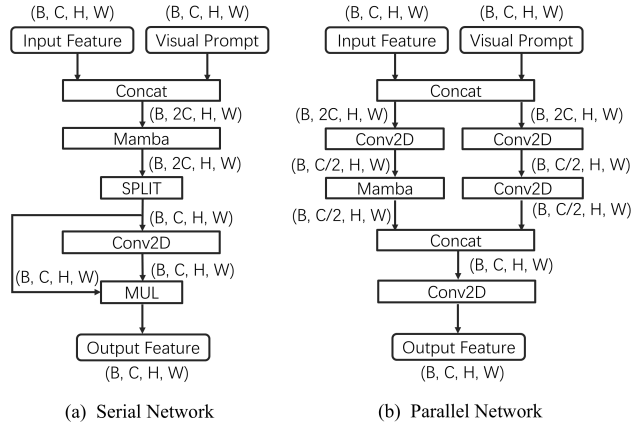 (B, C, H, W) (B, C, H, W)
Input Feature Visual Prompt
Concat
(B, 2C, H, W)
Mamba
(B, 2C, H, W)
SPLIT
(B, C, H, W)
Conv2D
(B, C, H, W) (B, C, H, W)
MUL
Output Feature
(B, C, H, W)
(a) Serial Network
(B, C, H, W) (B, C, H, W)
Input Feature Visual Prompt
Concat
(B, 2C, H, W) (B, 2C, H, W)
Conv2D Conv2D
(B, C/2, H, W) (B, C/2, H, W)
Mamba Conv2D
(B, C/2, H, W) (B, C/2, H, W)
Concat
(B, C, H, W)
Conv2D
Output Feature
(B, C, H, W)
(b) Parallel Network